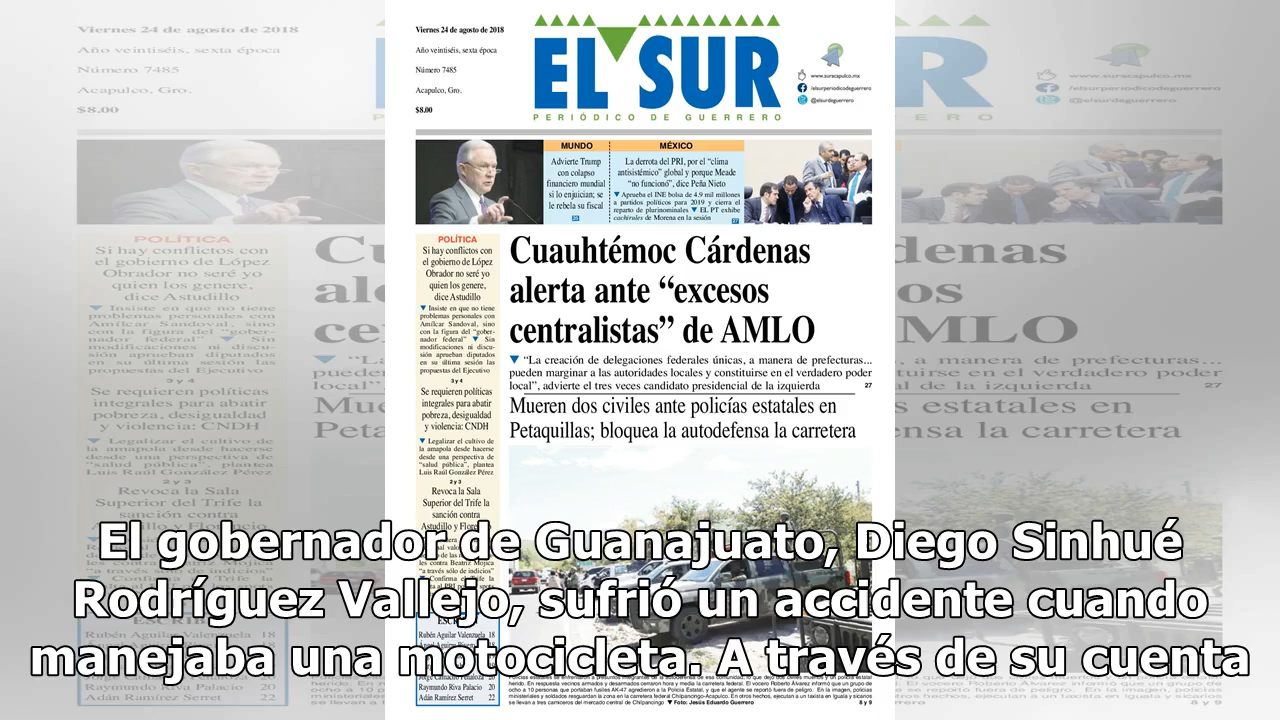 Viernes 24 de agosto de 2018
Año veintiséis, sexta época
Número 7485
Acapulco, Gro.
$8.00
EL SUR
PERIÓDICO DE GUERRERO
www.suracapulco.mx
/elsurperiodicodeguerrero
@elsurdeguerrero
MUNDO
Advierte Trump
con colapso
financiero mundial
si lo enjuician; se
le rebela su fiscal
MÉXICO
La derrota del PRI, por el “clima
antisistémico” global y porque Meade
“no funcionó”, dice Peña Nieto
Aprueba el INE bolsa de 4.9 mil millones
a partidos políticos para 2019 y cierra el
reparto de plurinominales EL PT exhibe
cachirules de Morena en la sesión
27
POLÍTICA
Si hay conflictos con
el gobierno de López
Obrador no seré yo
quien los genere,
dice Astudillo
Insiste en que no tiene
problemas personales con
Amílcar Sandoval, sino
con la figura del “gober-
nador federal” Sin
modificaciones ni discu-
sión aprueban diputados
en su última sesión las
propuestas del Ejecutivo
3 y 4
Se requieren políticas
integrales para abatir
pobreza, desigualdad
y violencia: CNDH
Legalizar el cultivo de
la amapola desde hacerse
desde una perspectiva de
“salud pública”, plantea
Luis Raúl González Pérez
2 y 3
Revoca la Sala
Superior del Trife la
sanción contra
Astudillo y Florencio
Cuauhtémoc Cárdenas
alerta ante “excesos
centralistas” de AMLO
“La creación de delegaciones federales únicas, a manera de prefecturas...
pueden marginar a las autoridades locales y constituirse en el verdadero poder
local”, advierte el tres veces candidato presidencial de la izquierda 27
Mueren dos civiles ante policías estatales en
Petaquillas; bloquea la autodefensa la carretera
Rubén Aguilar Valenzuela 18
Raymundo Riva Palacio 20
Ramón Ramírez Serret 22
Foto: Jesús Eduardo Guerrero 8 y 9
El gobernador de Guanajuato, Diego Sinhué
Rodríguez Vallejo, sufrió un accidente cuando
manejaba una motocicleta. A través de su cuenta